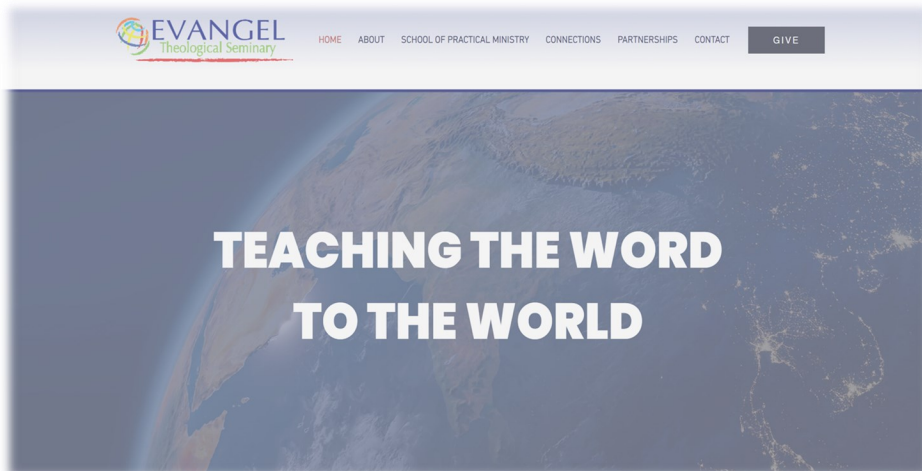 EVANGEL
Theological Seminary
HOME ABOUT SCHOOL OF PRACTICAL MINISTRY CONNECTIONS PARTNERSHIPS CONTACT GIVE
TEACHING THE WORD
TO THE WORLD